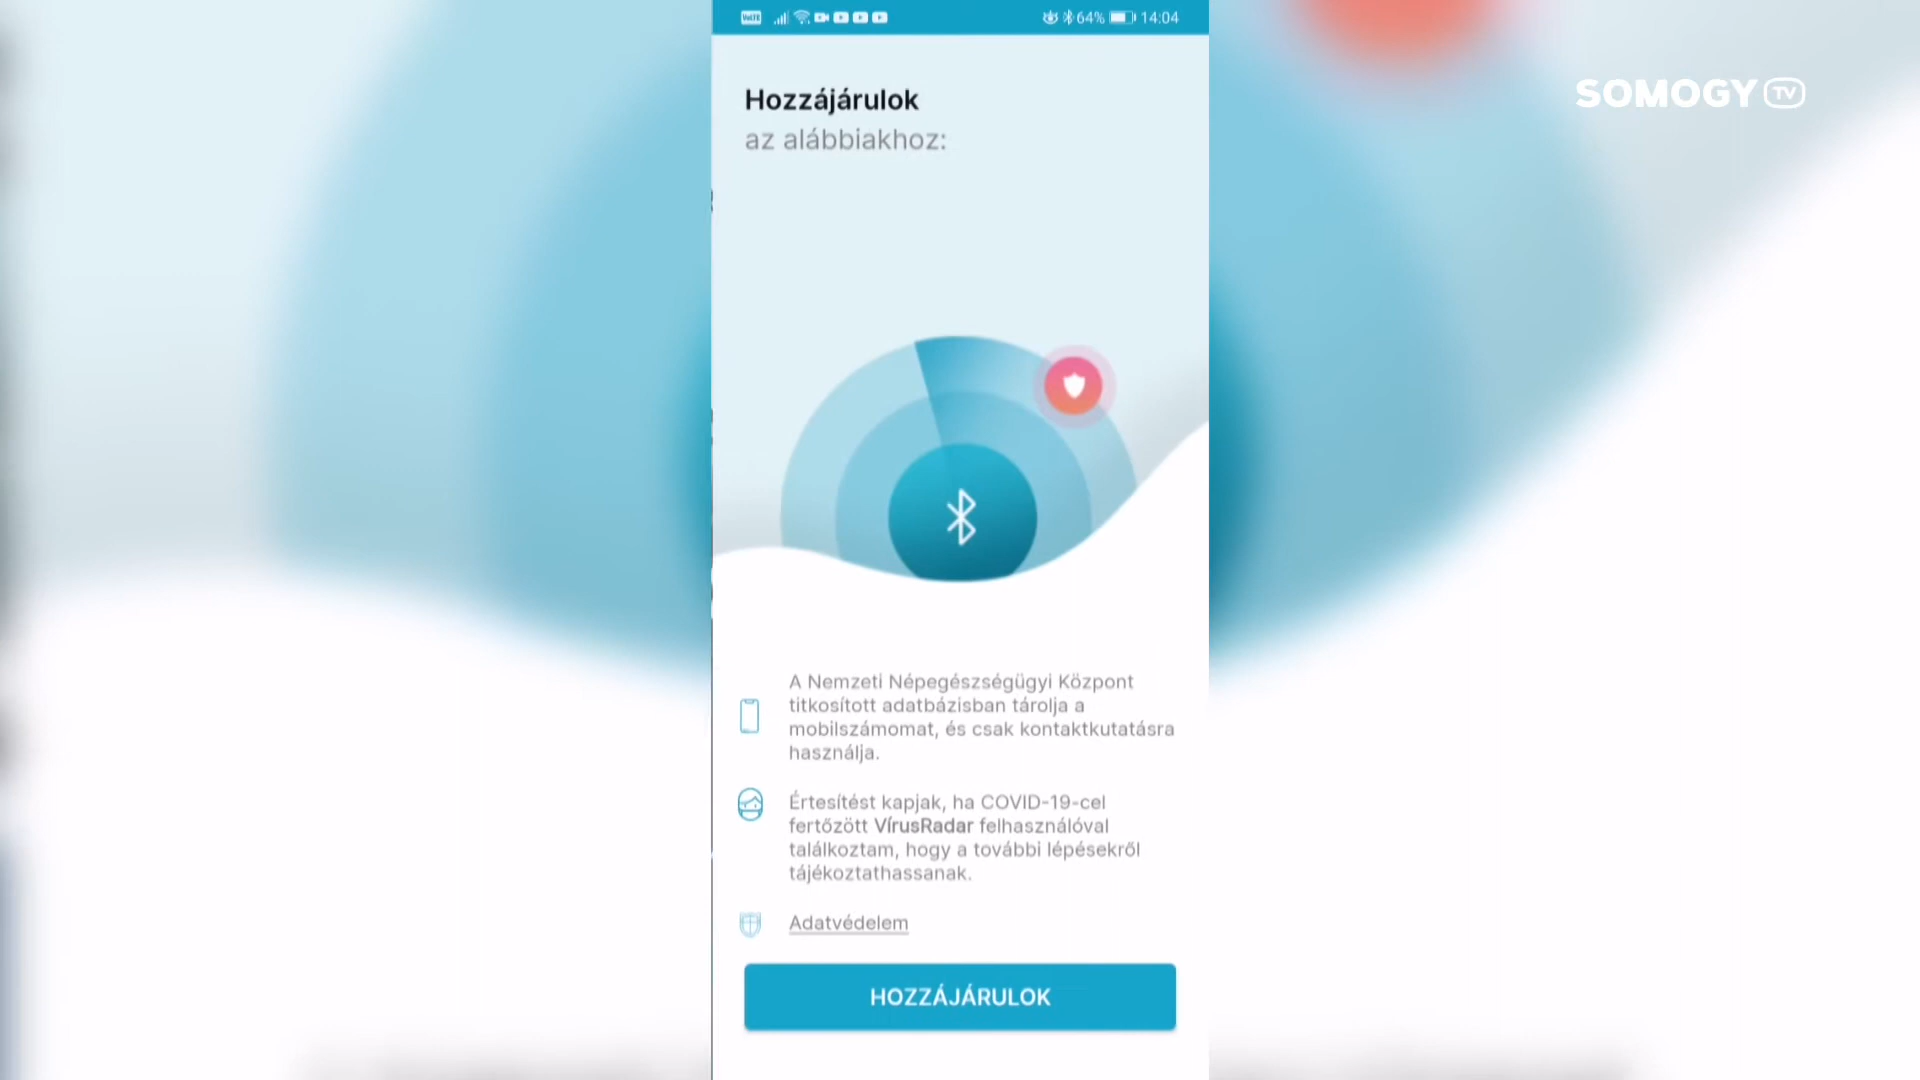 VoLTE
64% 14:04
SOMOGY TV
Hozzájárulok
az alábbiakhoz:
A Nemzeti Népegészségügyi Központ
titkosított adatbázisban tárolja a
mobilszámomat, és csak kontaktkutatásra
használja.
Értesítést kapjak, ha COVID-19-cel
fertőzött VírusRadar felhasználóval
találkoztam, hogy a további lépésekről
tájékoztathassanak.
Adatvédelem
HOZZÁJÁRULOK